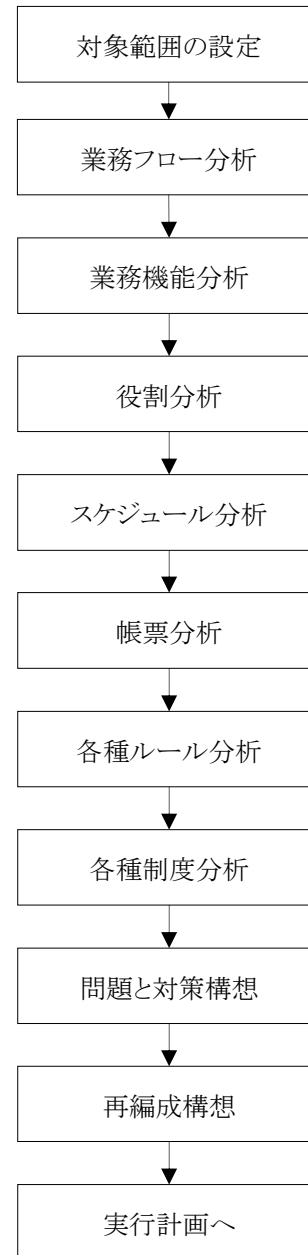 対象範囲の設定
業務フロー分析
業務機能分析
役割分析
スケジュール分析
帳票分析
各種ルール分析
各種制度分析
問題と対策構想
再編成構想
実行計画へ